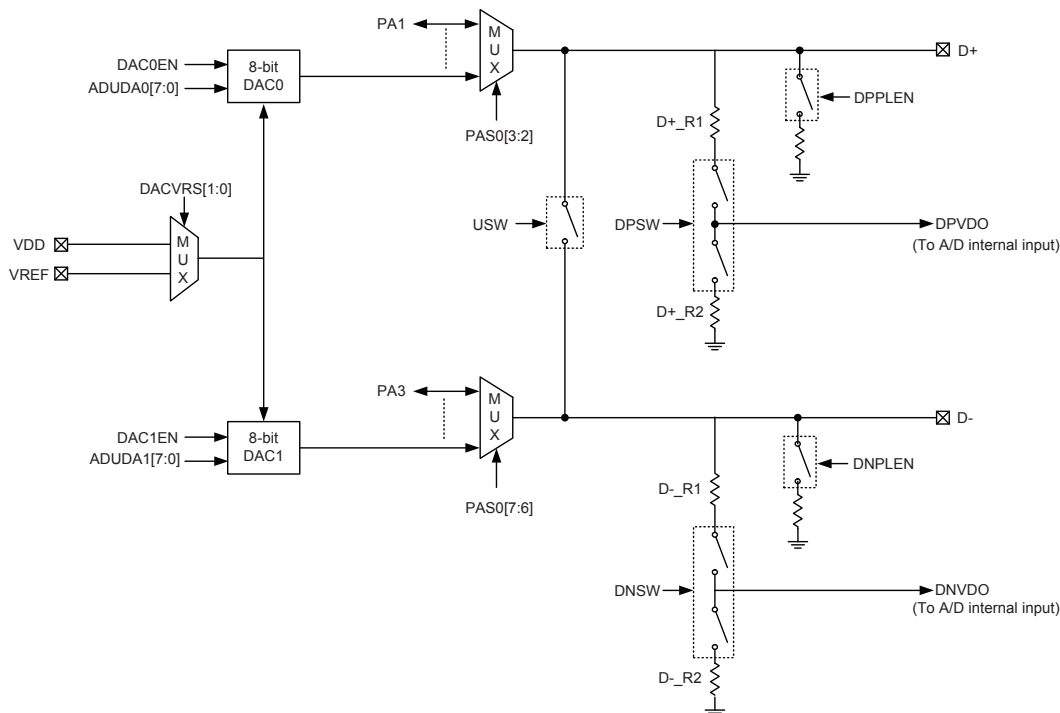 PA1
M
U
X
D+
DAC0EN
ADUDA0[7:0]
8-bit
DAC0
DPPLEN
D+_R1
PAS0[3:2]
DACVRS[1:0]
USW
DPSW
DPVDO
(To A/D internal input)
VDD
VREF
M
U
X
D+_R2
PA3
M
U
X
D-
DAC1EN
ADUDA1[7:0]
8-bit
DAC1
DNPLEN
D-_R1
PAS0[7:6]
DNSW
DNVDO
(To A/D internal input)
D-_R2